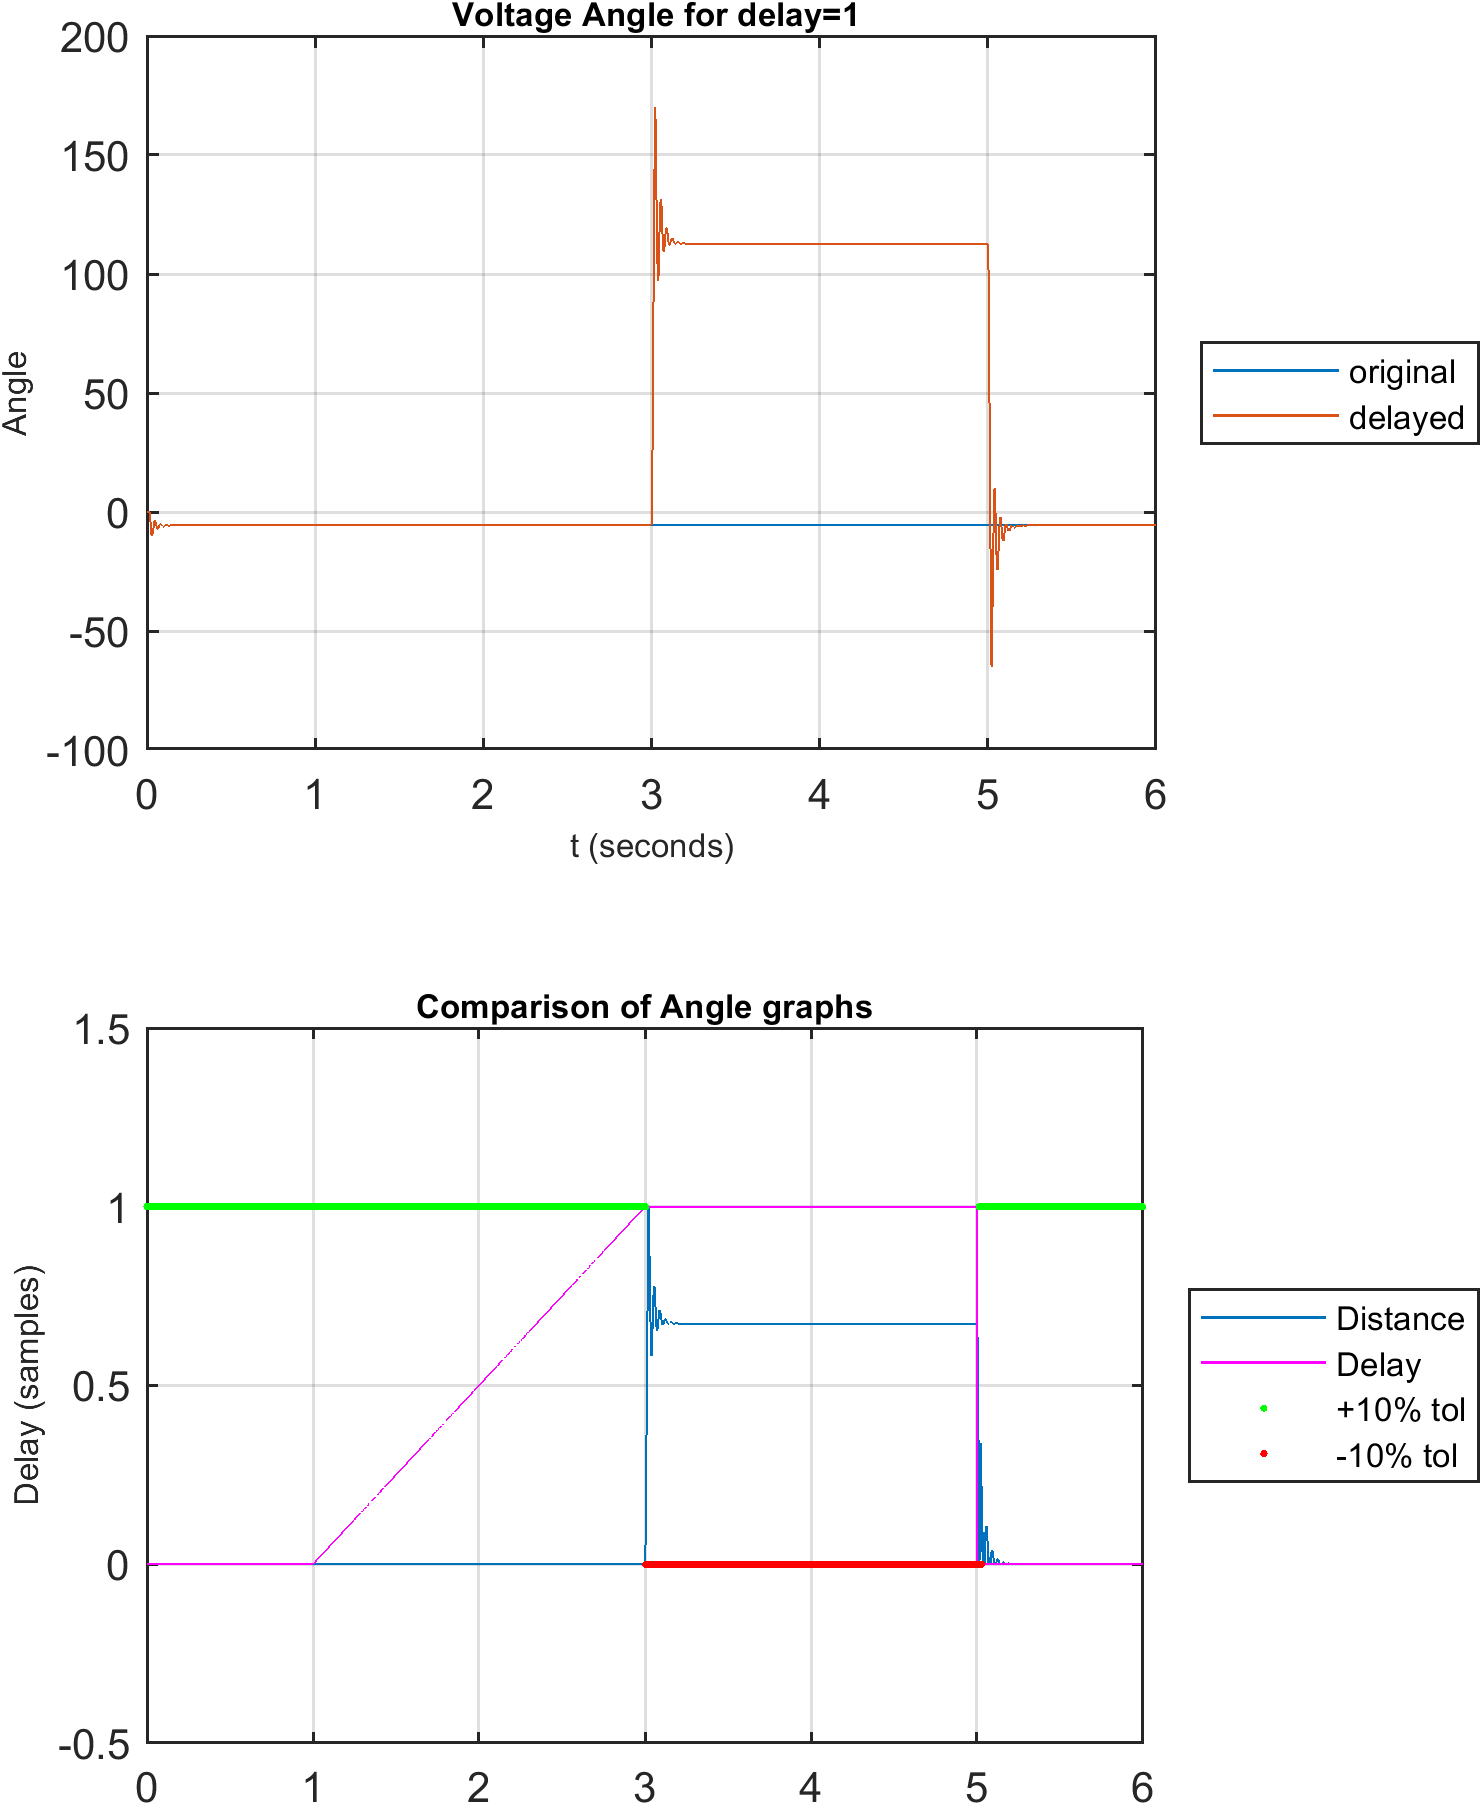 Voltage Angle for delay=1
200
150
100
50
0
-50
-100
Angle
0 1 2 3 4 5 6
t (seconds)
original
delayed
Comparison of Angle graphs
1.5
1
0.5
0
-0.5
Delay (samples)
0 1 2 3 4 5 6
Distance
Delay
+10% tol
-10% tol